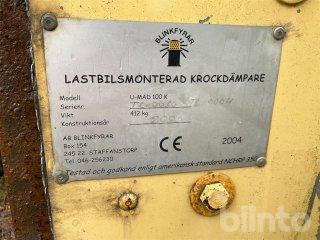 BLINKFYRAR
LASTBILSMONTERAD KROCKDÄMPARE
Modell U-MAD 100 K
Serienr.
Vikt 412 kg
Konstruktionsår
AB BLINKFYRAR
Box 154
245 22 STAFFANSTORP
Tel. 046-256230
CE 2004
Testad och godkänd enligt amerikansk standard NCHRP 350
blinto